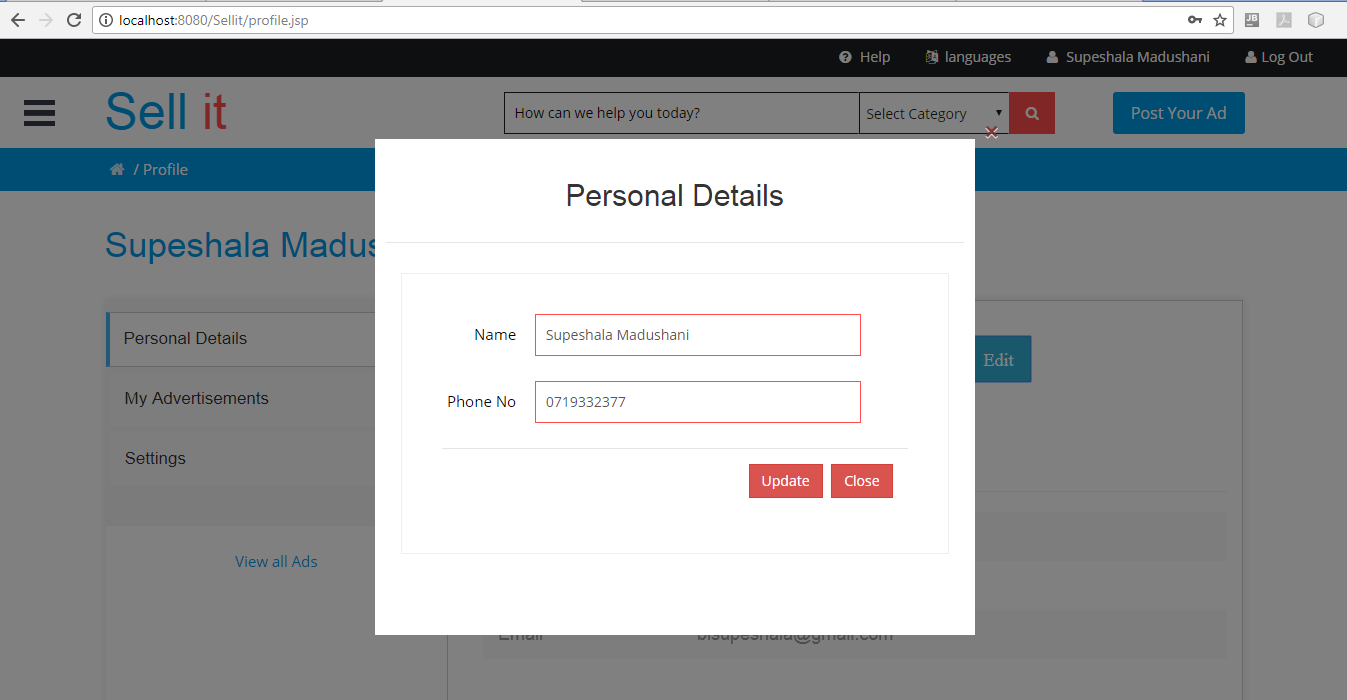 localhost:8080/Sellit/profile.jsp
Help languages Supeshala Madushani Log Out
Sell it
How can we help you today? Select Category Post Your Ad
/ Profile
Personal Details
Supeshala Madus
Name Supeshala Madushani
Personal Details
Edit
Phone No 0719332377
My Advertisements
Settings
Update Close
View all Ads
Email blsupeshala@gmail.com